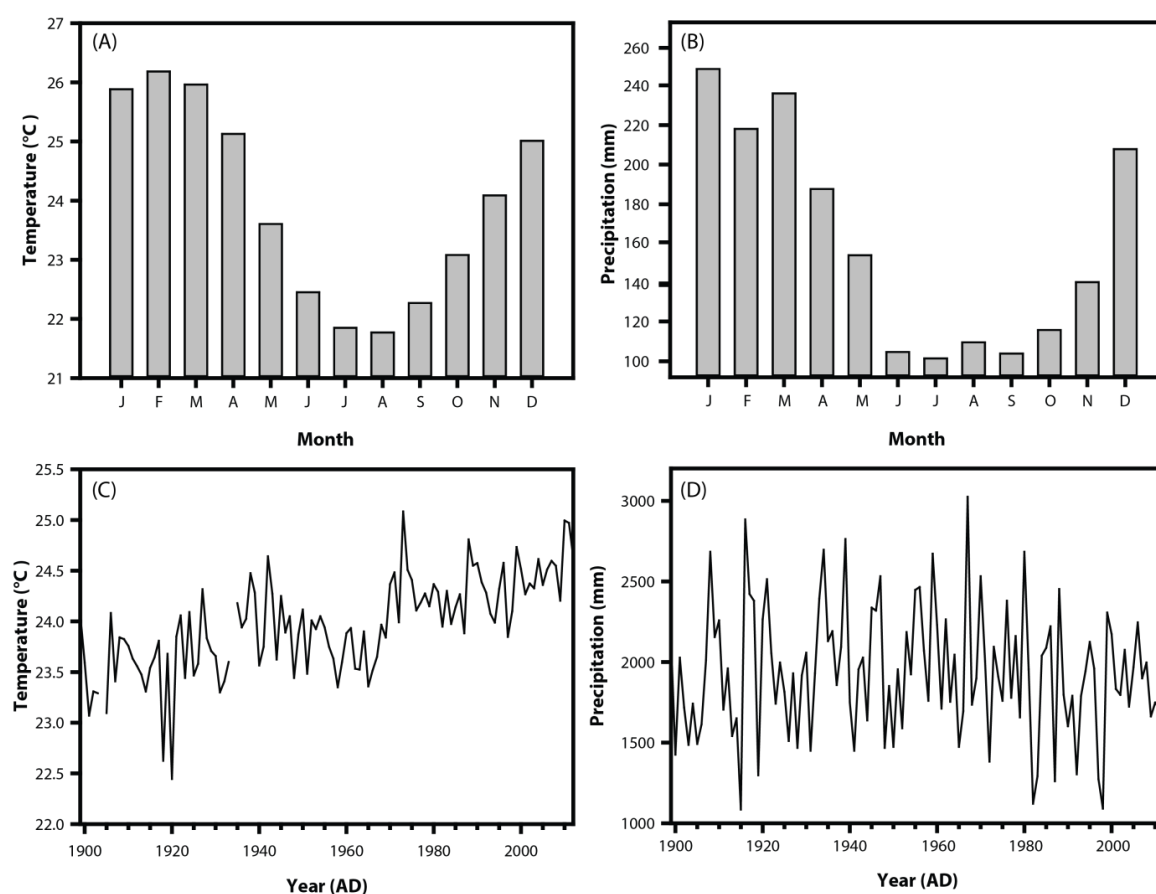 (A)
27
26
25
24
23
22
21
Temperature (°C)
J F M A M J J A S O N D
Month
(B)
260
240
220
200
180
160
140
120
100
Precipitation (mm)
J F M A M J J A S O N D
Month
(C)
25.5
25.0
24.5
24.0
23.5
23.0
22.5
22.0
Temperature (°C)
1900 1920 1940 1960 1980 2000
Year (AD)
(D)
3000
2500
2000
1500
1000
Precipitation (mm)
1900 1920 1940 1960 1980 2000
Year (AD)